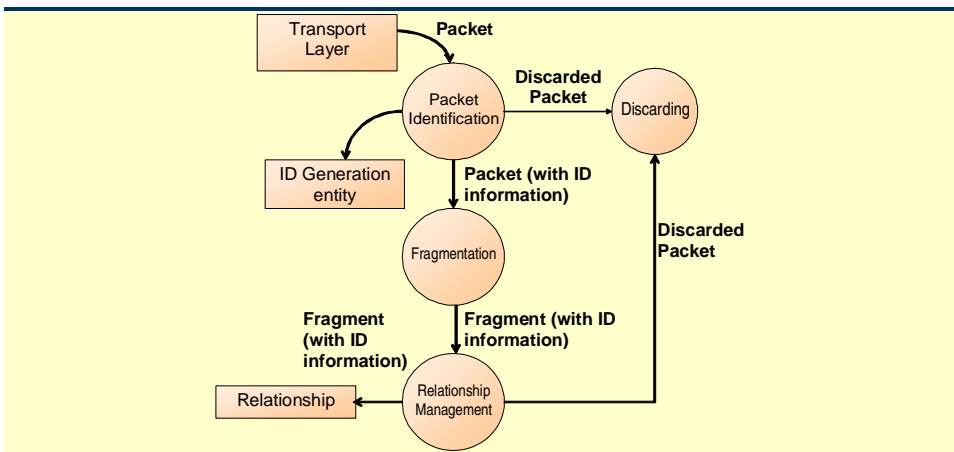 Transport
Layer
Packet
Packet
Identification
Discarded
Packet
Discarding
ID Generation
entity
Packet (with ID
information)
Fragmentation
Discarded
Packet
Fragment
(with ID
information)
Fragment (with ID
information)
Relationship
Relationship
Management